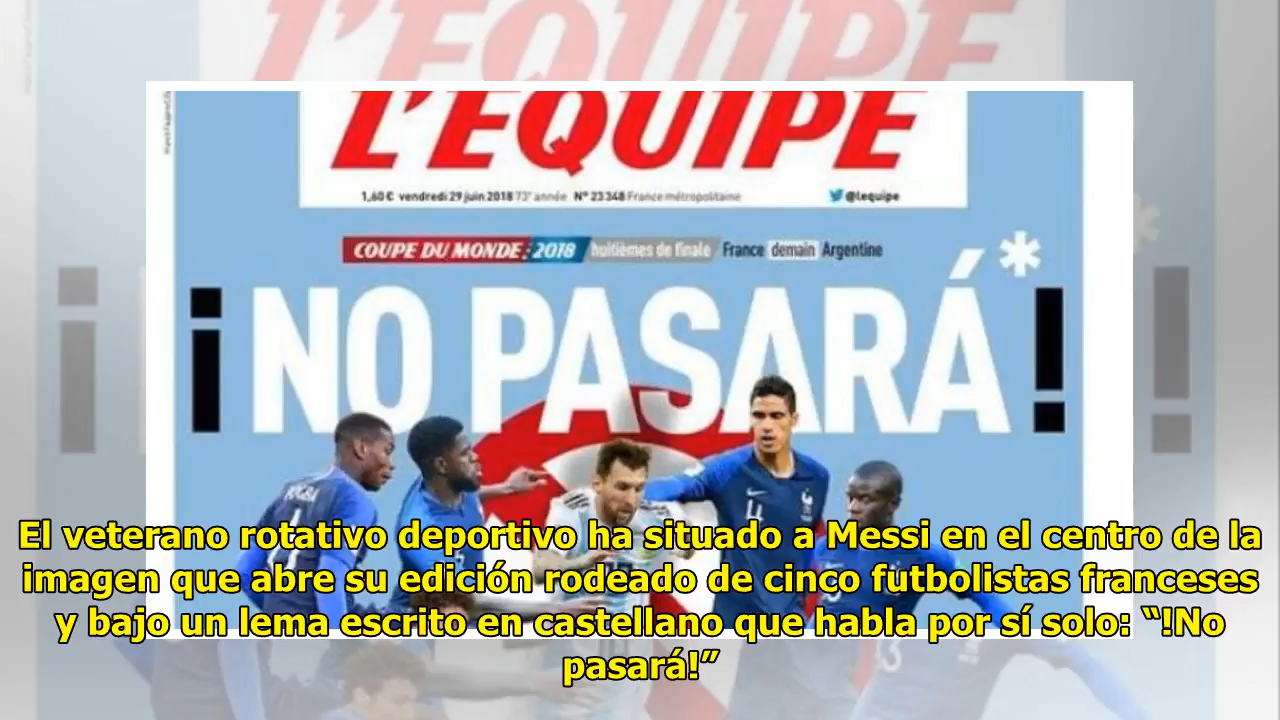 L'EQUIPE
L'EQUIPE
1,60 € vendredi 29 juin 2018 73e année N° 23 348 France métropolitaine @lequipe
COUPE DU MONDE 2018 huitièmes de finale France demain Argentine
¡NO PASARÁ*!
POGBA
4
El veterano rotativo deportivo ha situado a Messi en el centro de la
imagen que abre su edición rodeado de cinco futbolistas franceses
y bajo un lema escrito en castellano que habla por sí solo: “!No
pasará!”